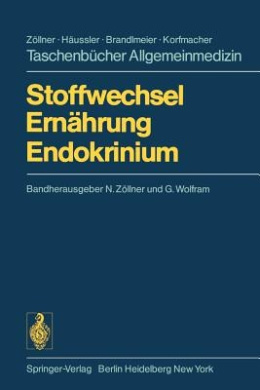 Zöllner · Häussler · Brandlmeier · Korfmacher
Taschenbücher Allgemeinmedizin
Stoffwechsel
Ernährung
Endokrinium
Bandherausgeber N. Zöllner und G. Wolfram
Springer-Verlag Berlin Heidelberg New York